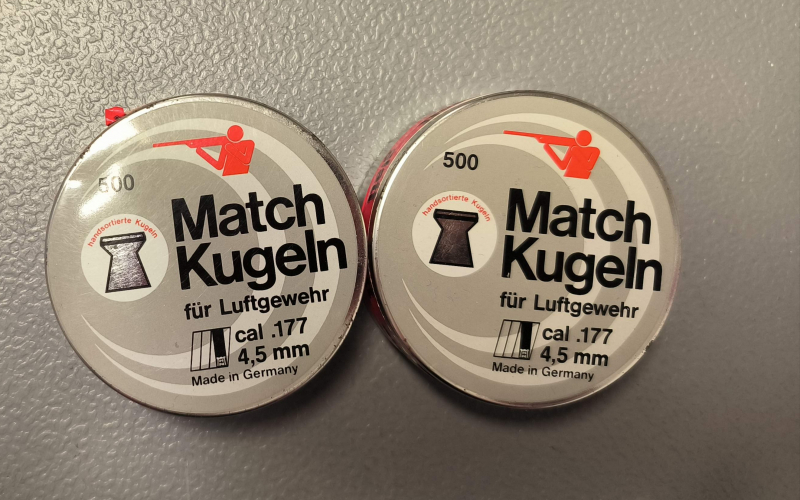 500
handsortierte Kugeln
Match
Kugeln
für Luftgewehr
cal .177
4,5 mm
Made in Germany
500
handsortierte Kugeln
Match
Kugeln
für Luftgewehr
cal .177
4,5 mm
Made in Germany